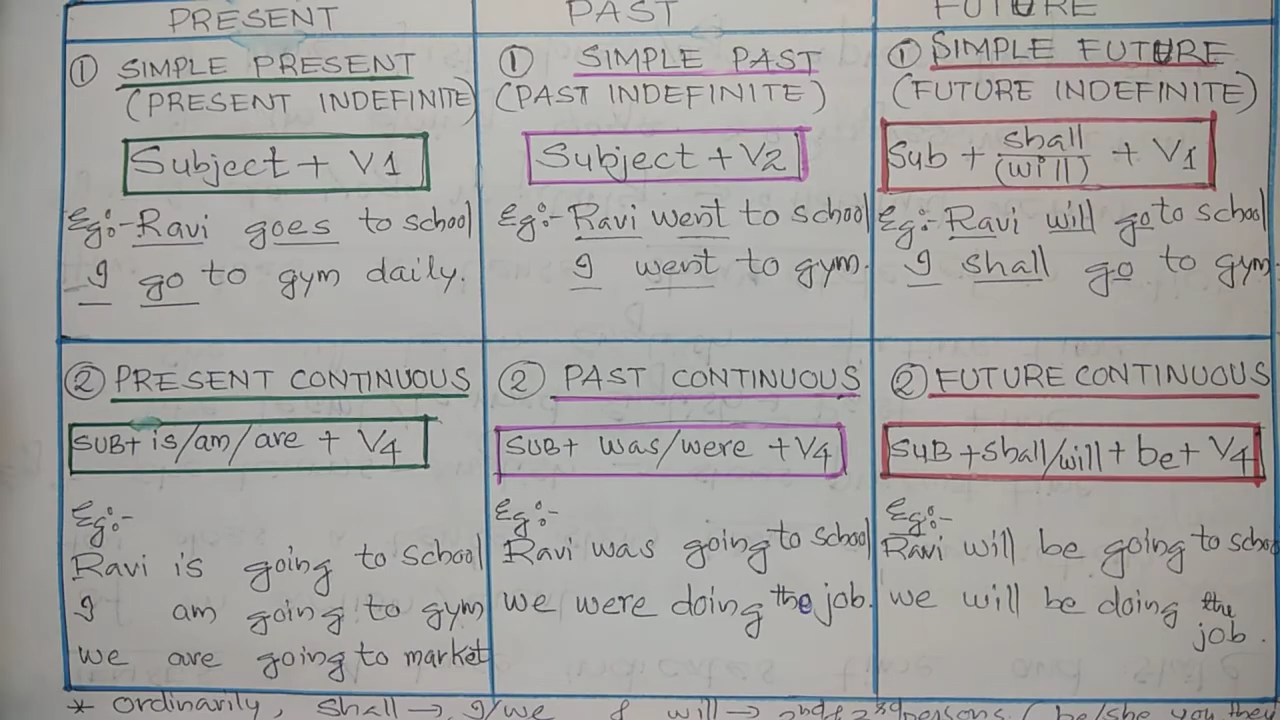 PRESENT
PAST
FUTURE
① SIMPLE PRESENT
(PRESENT INDEFINITE)
Subject + V1
Eg:- Ravi goes to school
I go to gym daily.
① SIMPLE PAST
(PAST INDEFINITE)
Subject + V2
Eg:- Ravi went to school
I went to gym.
① SIMPLE FUTURE
(FUTURE INDEFINITE)
Sub + shall/(will) + V1
Eg:- Ravi will go to school
I shall go to gym.
② PRESENT CONTINUOUS
SUB+ is/am/are + V4
Eg:-
Ravi is going to school
I am going to gym
we are going to market
② PAST CONTINUOUS
SUB+ was/were + V4
Eg:-
Ravi was going to school
we were doing the job.
② FUTURE CONTINUOUS
SUB + shall/will + be + V4
Eg:-
Ravi will be going to school
we will be doing the
job.
* ordinarily, shall → I/we & will → 2nd & persons (he/she you they